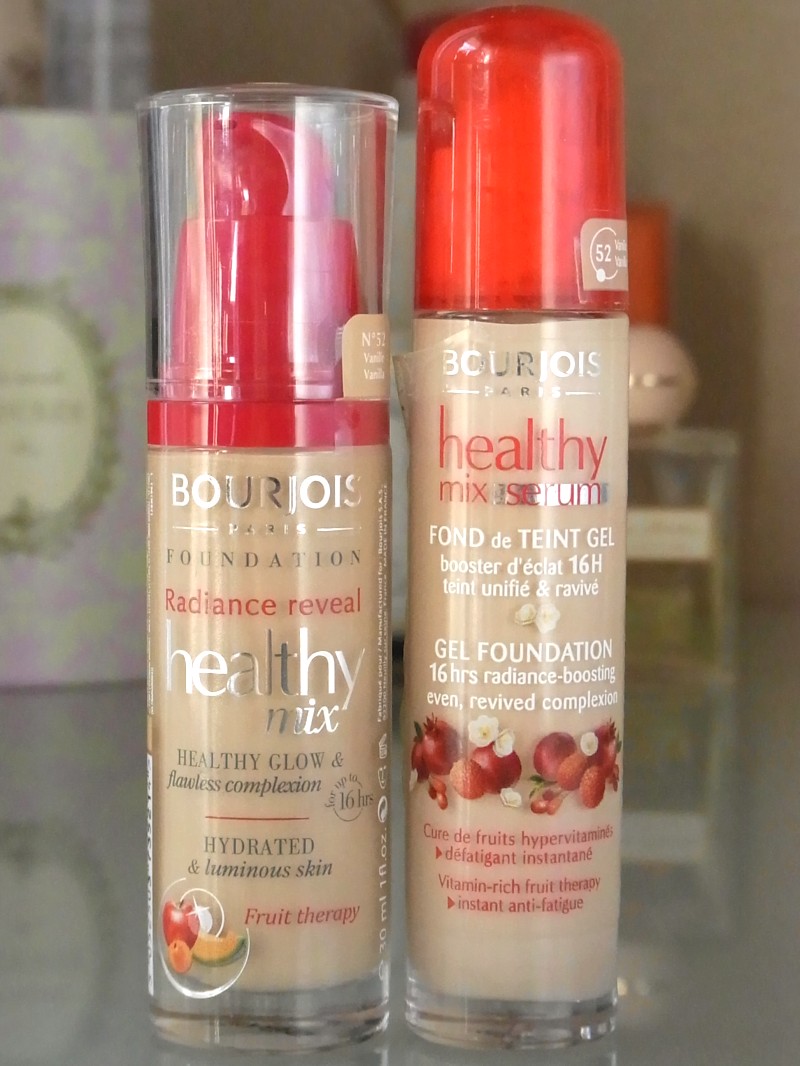 N°52
Vanille
Vanilla
BOURJOIS
PARIS
FOUNDATION
Radiance reveal
healthy
mix
HEALTHY GLOW &
flawless complexion
for up to
16 hrs
HYDRATED
& luminous skin
Fruit therapy
30 ml 1 fl.oz.
52
BOURJOIS
PARIS
healthy
mix serum
FOND de TEINT GEL
booster d'éclat 16H
teint unifié & ravivé
GEL FOUNDATION
16 hrs radiance-boosting
even, revived complexion
Cure de fruits hypervitaminés
défatigant instantané
Vitamin-rich fruit therapy
instant anti-fatigue